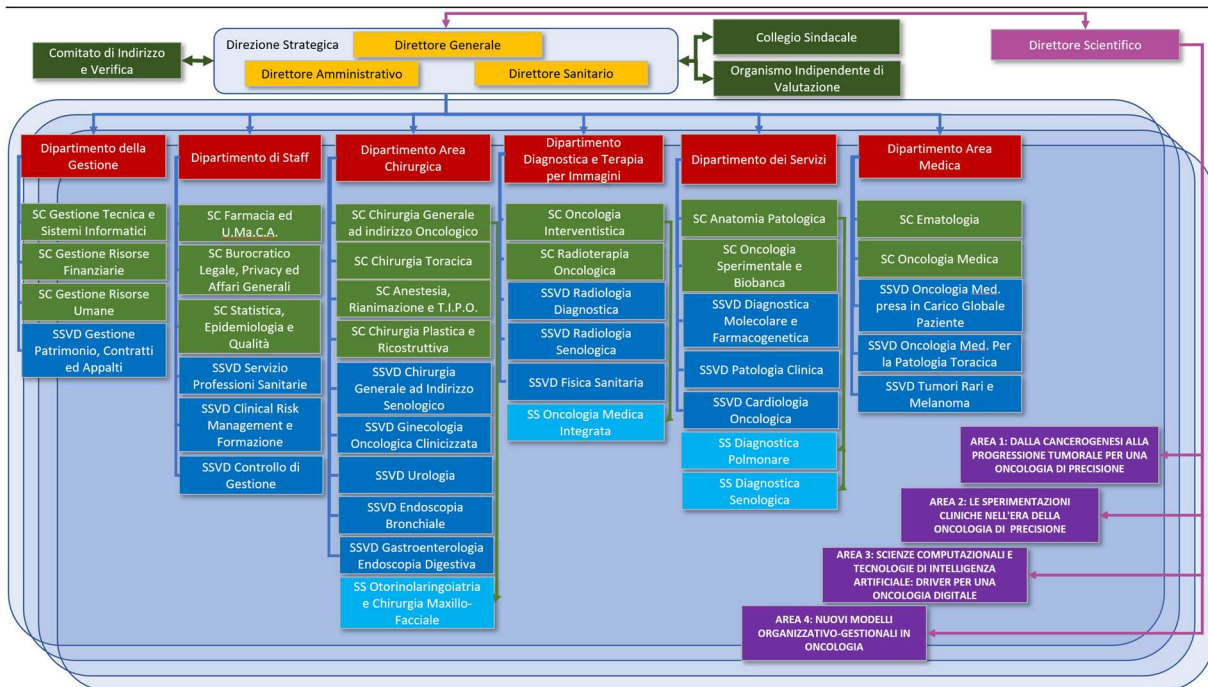 Comitato di Indirizzo
e Verifica
Direzione Strategica
Direttore Generale
Direttore Amministrativo
Direttore Sanitario
Collegio Sindacale
Organismo Indipendente di
Valutazione
Direttore Scientifico
Dipartimento della
Gestione
SC Gestione Tecnica e
Sistemi Informatici
SC Gestione Risorse
Finanziarie
SC Gestione Risorse
Umane
SSVD Gestione
Patrimonio, Contratti
ed Appalti
Dipartimento di Staff
SC Farmacia ed
U.Ma.C.A.
SC Burocratico
Legale, Privacy ed
Affari Generali
SC Statistica,
Epidemiologia e
Qualità
SSVD Servizio
Professioni Sanitarie
SSVD Clinical Risk
Management e
Formazione
SSVD Controllo di
Gestione
Dipartimento Area
Chirurgica
SC Chirurgia Generale
ad indirizzo Oncologico
SC Chirurgia Toracica
SC Anestesia,
Rianimazione e T.I.P.O.
SC Chirurgia Plastica e
Ricostruttiva
SSVD Chirurgia
Generale ad Indirizzo
Senologico
SSVD Ginecologia
Oncologica Clinicizzata
SSVD Urologia
SSVD Endoscopia
Bronchiale
SSVD Gastroenterologia
Endoscopia Digestiva
SS Otorinolaringoiatria
e Chirurgia Maxillo-
Facciale
Dipartimento
Diagnostica e Terapia
per Immagini
SC Oncologia
Interventistica
SC Radioterapia
Oncologica
SSVD Radiologia
Diagnostica
SSVD Radiologia
Senologica
SSVD Fisica Sanitaria
SS Oncologia Medica
Integrata
Dipartimento dei Servizi
SC Anatomia Patologica
SC Oncologia
Sperimentale e
Biobanca
SSVD Diagnostica
Molecolare e
Farmacogenetica
SSVD Patologia Clinica
SSVD Cardiologia
Oncologica
SS Diagnostica
Polmonare
SS Diagnostica
Senologica
Dipartimento Area
Medica
SC Ematologia
SC Oncologia Medica
SSVD Oncologia Med.
presa in Carico Globale
Paziente
SSVD Oncologia Med. Per
la Patologia Toracica
SSVD Tumori Rari e
Melanoma
AREA 1: DALLA CANCEROGENESI ALLA
PROGRESSIONE TUMORALE PER UNA
ONCOLOGIA DI PRECISIONE
AREA 2: LE SPERIMENTAZIONI
CLINICHE NELL'ERA DELLA
ONCOLOGIA DI PRECISIONE
AREA 3: SCIENZE COMPUTAZIONALI E
TECNOLOGIE DI INTELLIGENZA
ARTIFICIALE: DRIVER PER UNA
ONCOLOGIA DIGITALE
AREA 4: NUOVI MODELLI
ORGANIZZATIVO-GESTIONALI IN
ONCOLOGIA